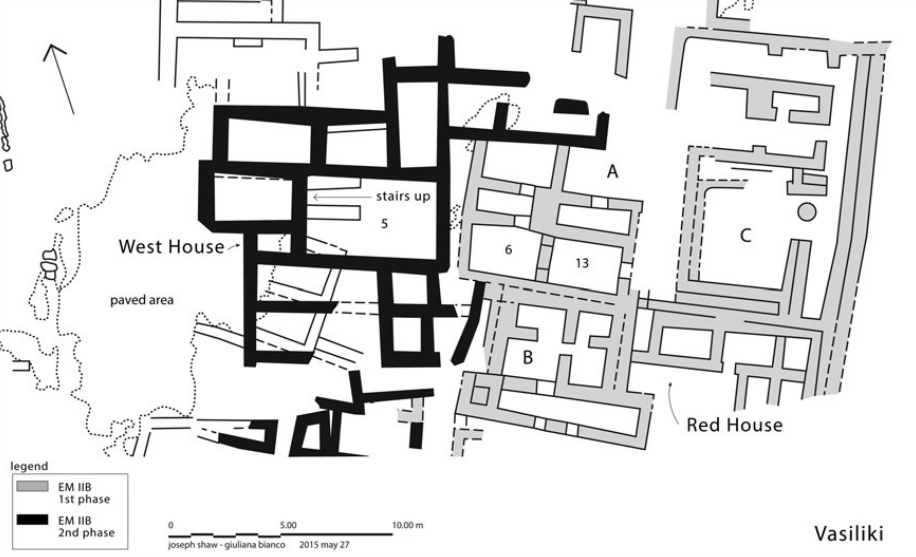 A
stairs up
5
C
West House
6
13
paved area
B
Red House
legend
EM IIB
1st phase
EM IIB
2nd phase
0 5.00 10.00 m
joseph shaw - giuliana bianco 2015 may 27
Vasiliki